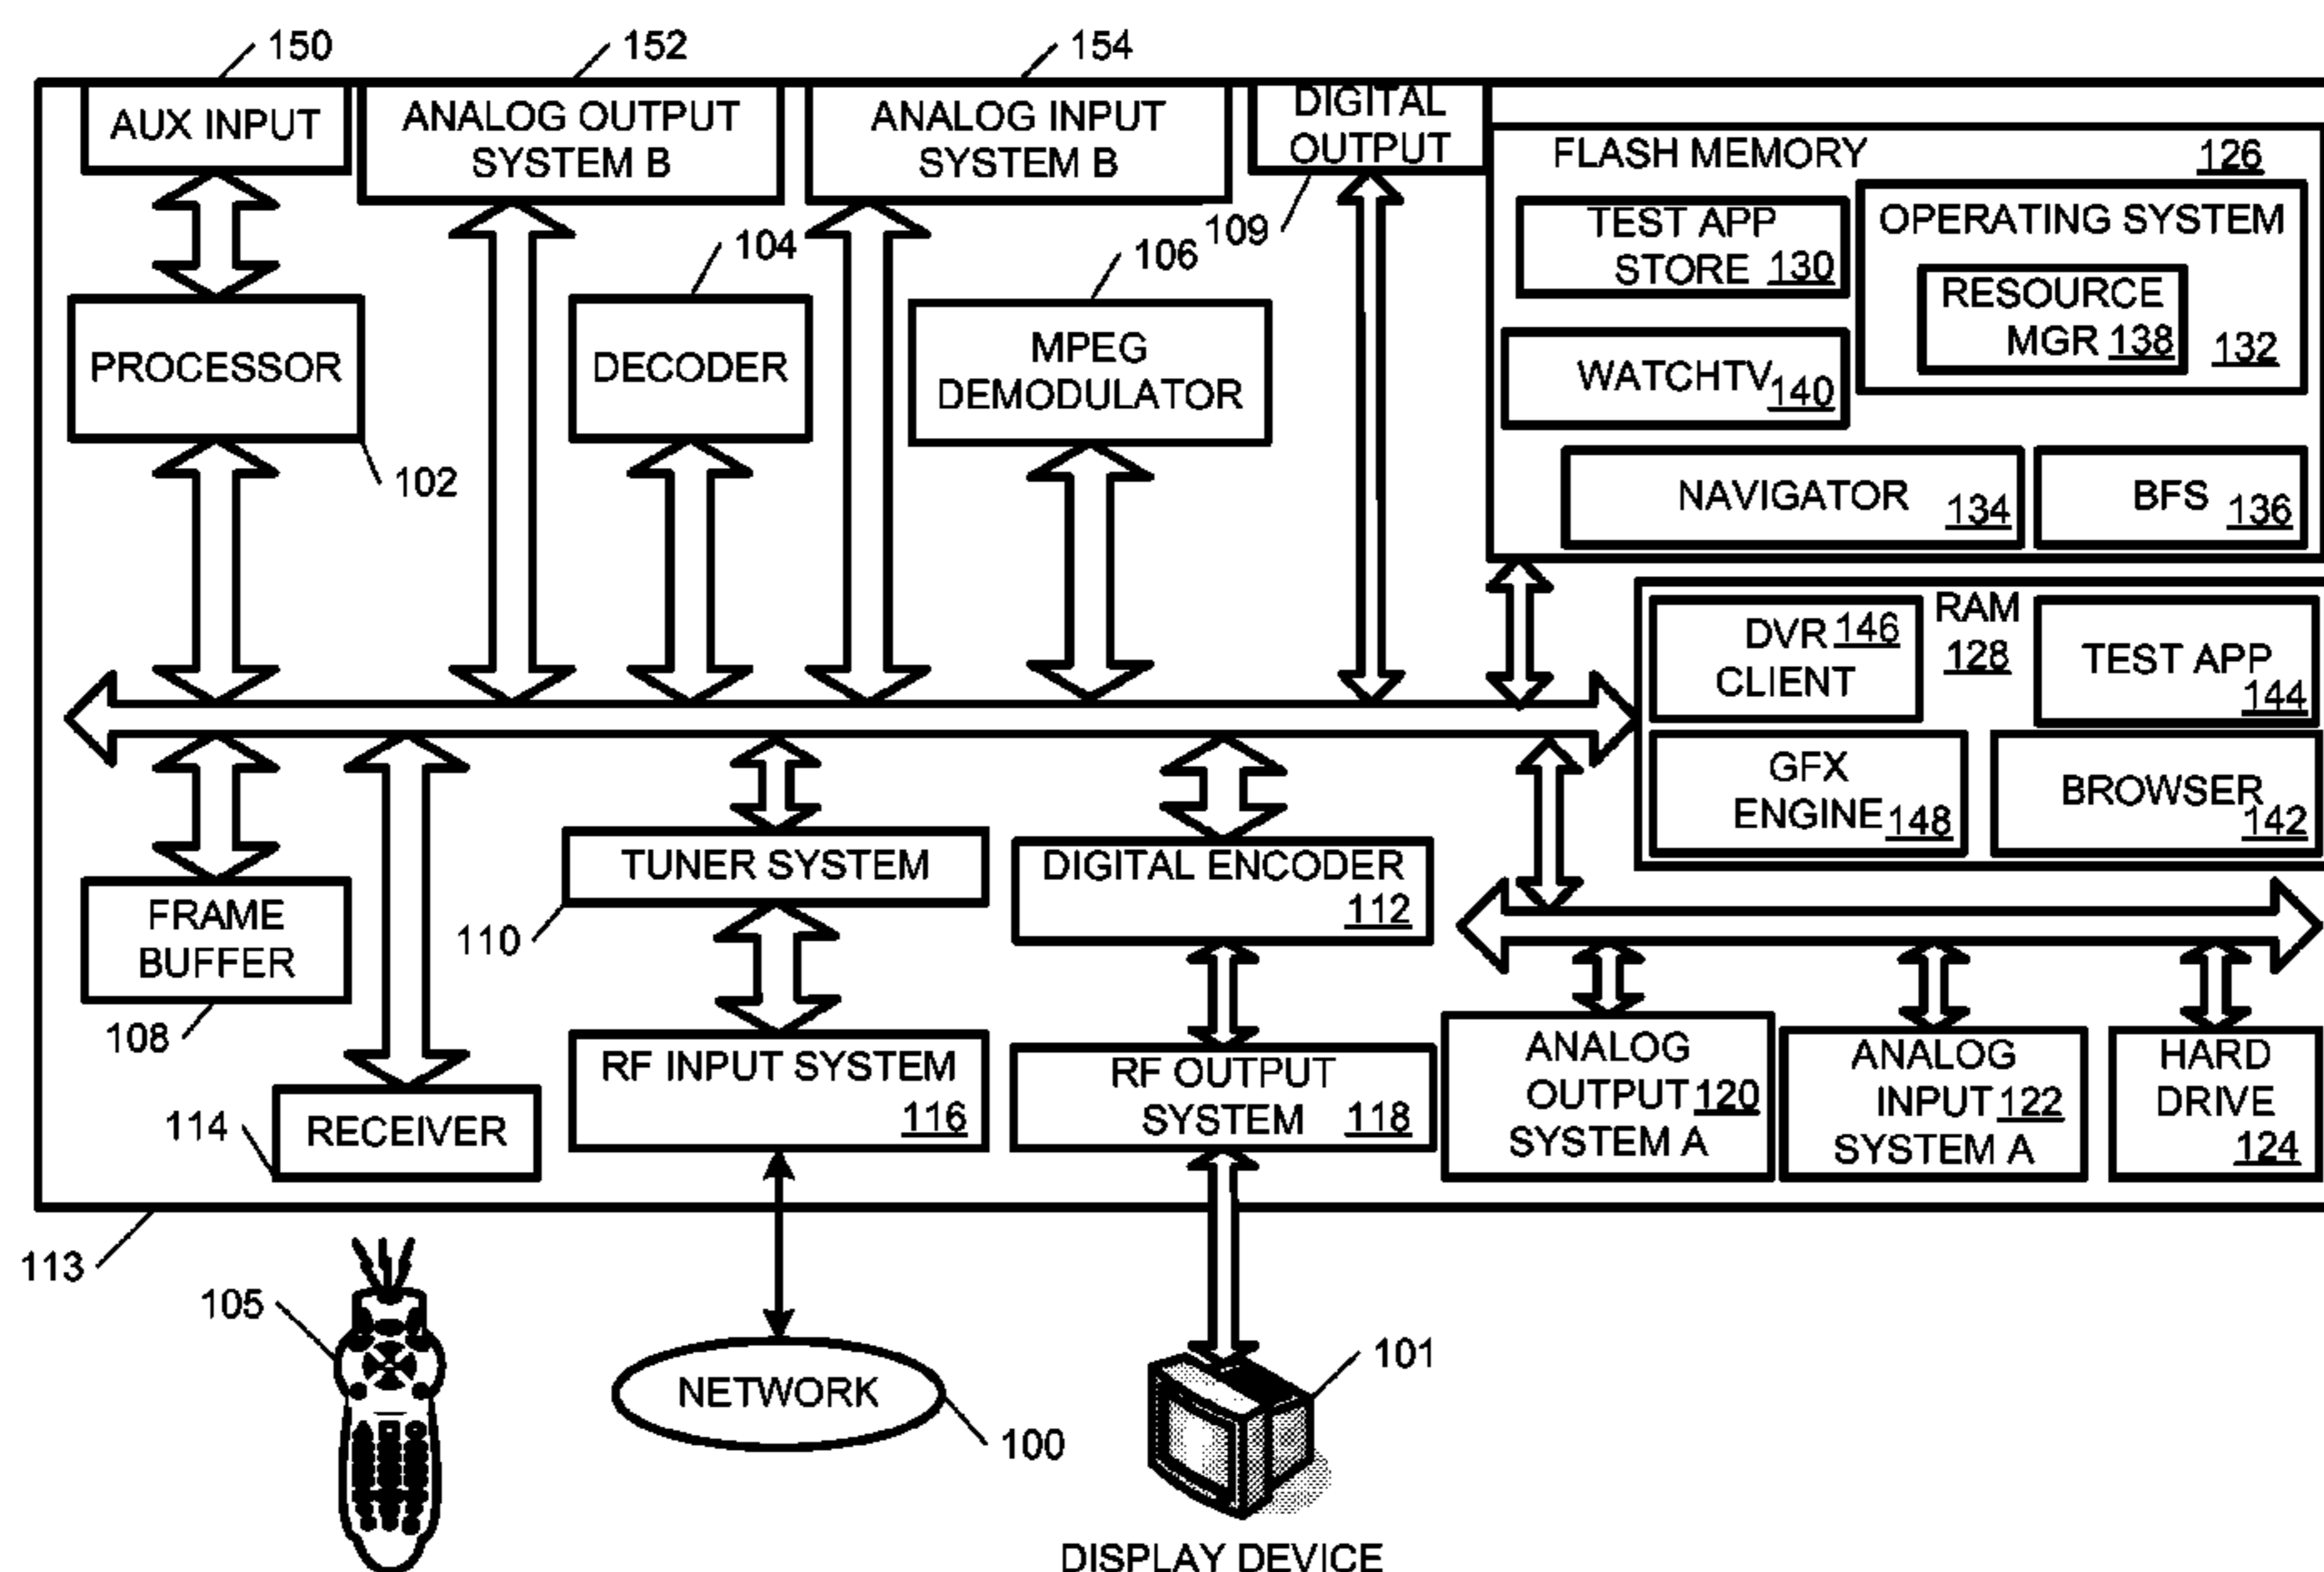 150
152
154
AUX INPUT
ANALOG OUTPUT
SYSTEM B
ANALOG INPUT
SYSTEM B
DIGITAL
OUTPUT
109
FLASH MEMORY
126
TEST APP
STORE 130
OPERATING SYSTEM
RESOURCE
MGR 138
132
WATCHTV 140
NAVIGATOR 134
BFS 136
PROCESSOR
102
104
DECODER
106
MPEG
DEMODULATOR
DVR 146
CLIENT
RAM
128
TEST APP
144
GFX
ENGINE 148
BROWSER
142
FRAME
BUFFER
108
TUNER SYSTEM
110
DIGITAL ENCODER
112
RECEIVER
114
RF INPUT SYSTEM
116
RF OUTPUT
SYSTEM 118
ANALOG
OUTPUT 120
SYSTEM A
ANALOG
INPUT 122
SYSTEM A
HARD
DRIVE
124
113
105
NETWORK
100
101
DISPLAY DEVICE